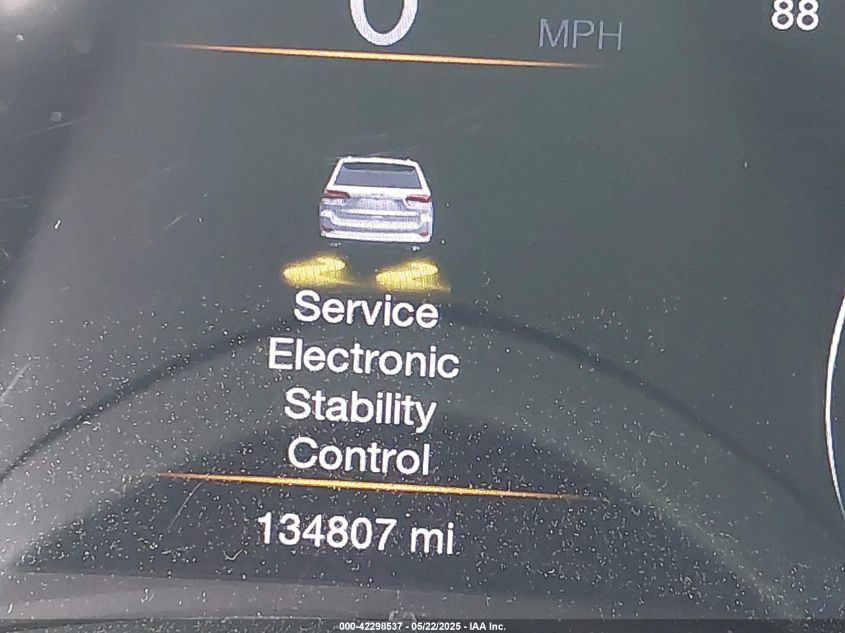 0
MPH
88
Service
Electronic
Stability
Control
134807 mi
000-42298537 - 05/22/2025 - IAA Inc.